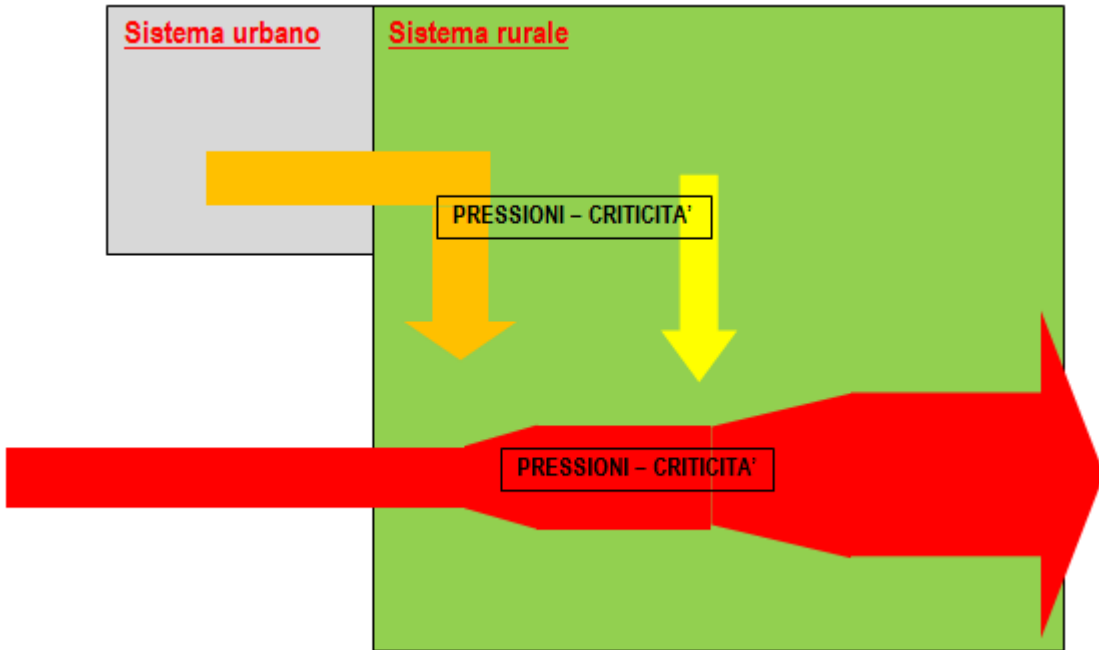 Sistema urbano
Sistema rurale
PRESSIONI – CRITICITA’
PRESSIONI – CRITICITA’